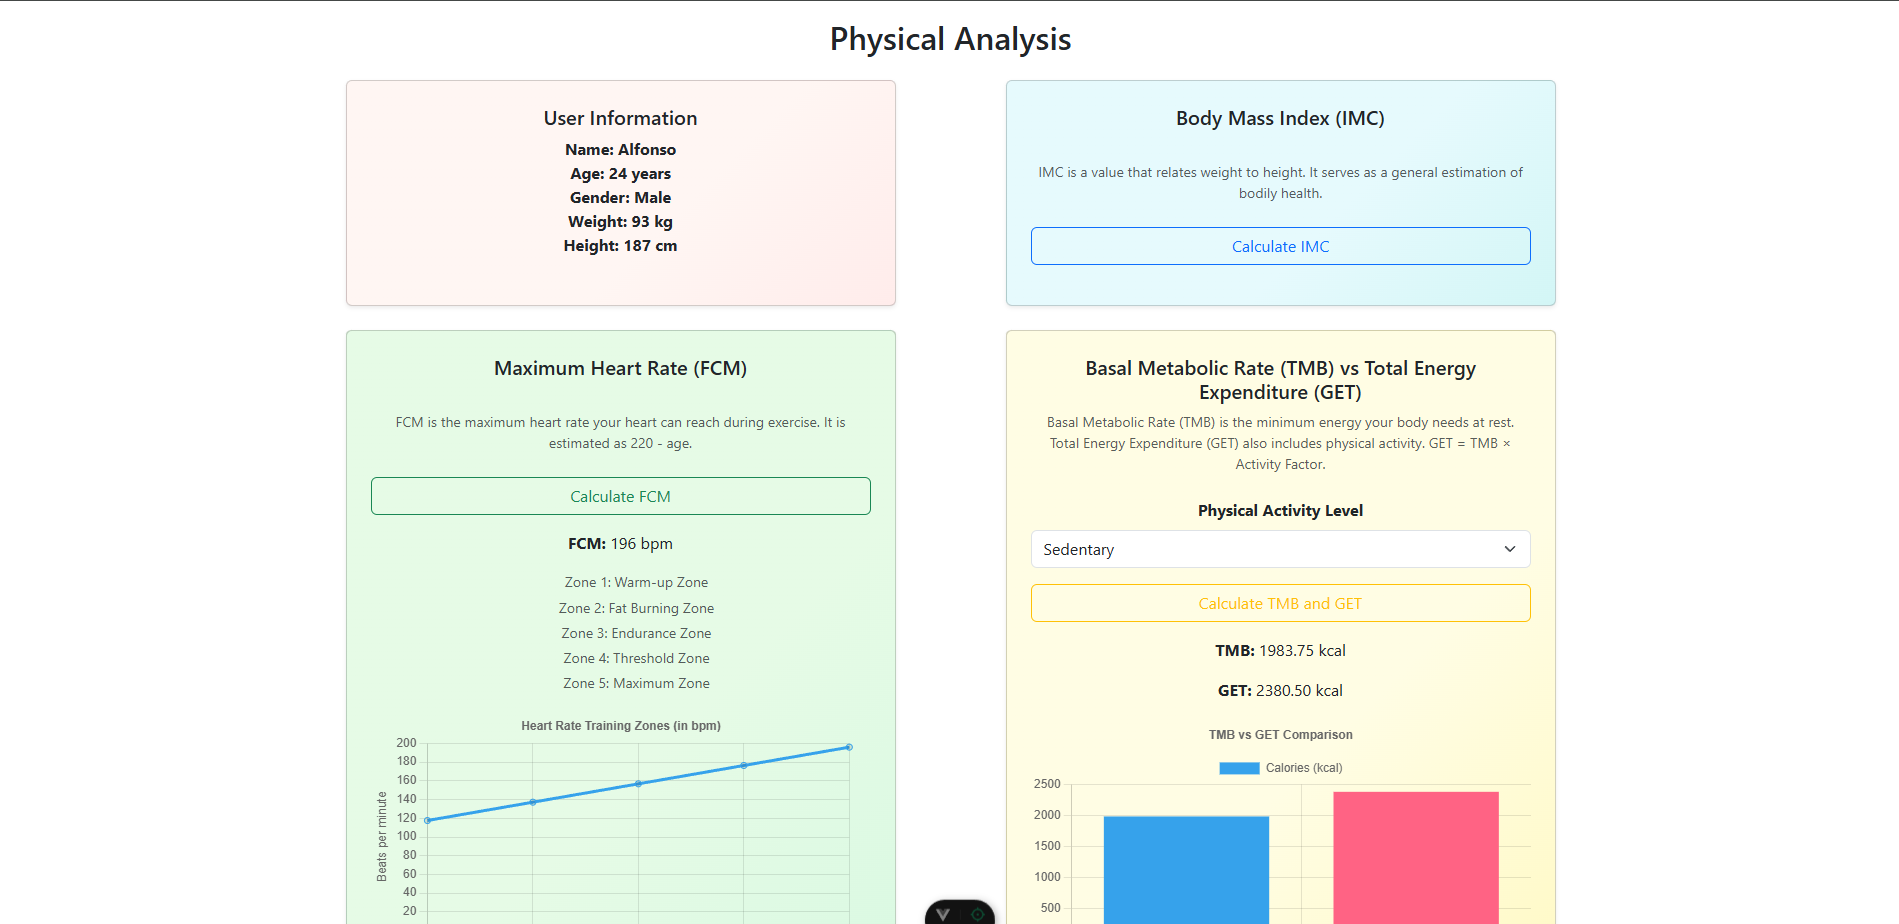 Physical Analysis
User Information
Name: Alfonso
Age: 24 years
Gender: Male
Weight: 93 kg
Height: 187 cm
Body Mass Index (IMC)
IMC is a value that relates weight to height. It serves as a general estimation of
bodily health.
Calculate IMC
Maximum Heart Rate (FCM)
FCM is the maximum heart rate your heart can reach during exercise. It is
estimated as 220 - age.
Calculate FCM
FCM: 196 bpm
Zone 1: Warm-up Zone
Zone 2: Fat Burning Zone
Zone 3: Endurance Zone
Zone 4: Threshold Zone
Zone 5: Maximum Zone
Heart Rate Training Zones (in bpm)
200
180
160
140
120
100
80
60
40
20
Beats per minute
Basal Metabolic Rate (TMB) vs Total Energy
Expenditure (GET)
Basal Metabolic Rate (TMB) is the minimum energy your body needs at rest.
Total Energy Expenditure (GET) also includes physical activity. GET = TMB ×
Activity Factor.
Physical Activity Level
Sedentary
Calculate TMB and GET
TMB: 1983.75 kcal
GET: 2380.50 kcal
TMB vs GET Comparison
Calories (kcal)
2500
2000
1500
1000
500